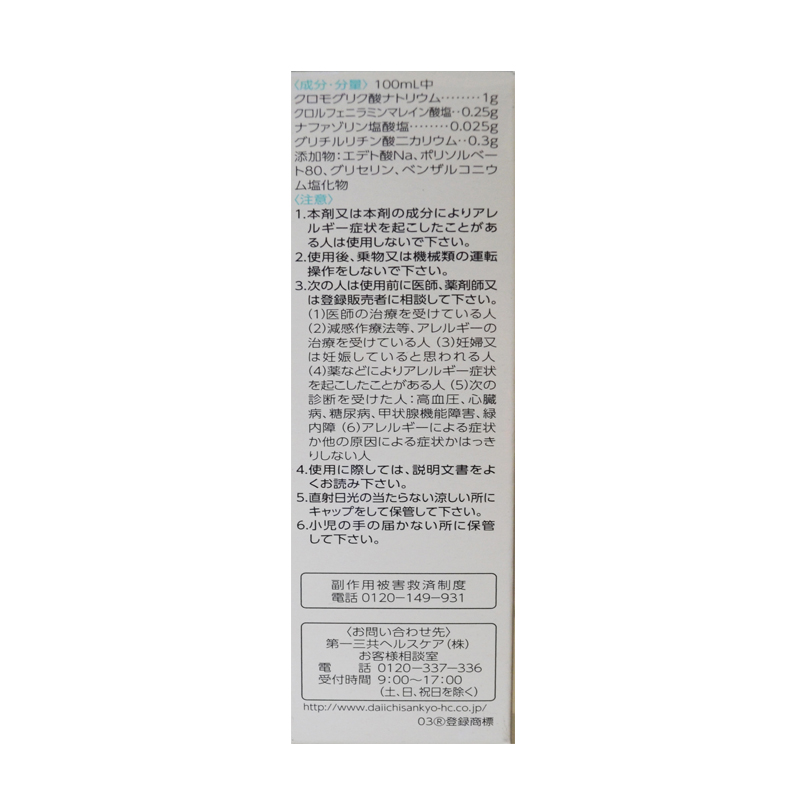 〈成分・分量〉 100mL中
クロモグリク酸ナトリウム‥‥‥‥1g
クロルフェニラミンマレイン酸塩‥0.25g
ナファゾリン塩酸塩‥‥‥‥0.025g
グリチルリチン酸二カリウム‥0.3g
添加物：エデト酸Na、ポリソルベー
ト80、グリセリン、ベンザルコニウ
ム塩化物
〈注意〉
1.本剤又は本剤の成分によりアレ
ルギー症状を起こしたことがあ
る人は使用しないで下さい。
2.使用後、乗物又は機械類の運転
操作をしないで下さい。
3.次の人は使用前に医師、薬剤師又
は登録販売者に相談して下さい。
(1)医師の治療を受けている人
(2)減感作療法等、アレルギーの
治療を受けている人 (3)妊婦又
は妊娠していると思われる人
(4)薬などによりアレルギー症状
を起こしたことがある人 (5)次の
診断を受けた人：高血圧、心臓
病、糖尿病、甲状腺機能障害、緑
内障 (6)アレルギーによる症状
か他の原因による症状かはっき
りしない人
4.使用に際しては、説明文書をよ
くお読み下さい。
5.直射日光の当たらない涼しい所に
キャップをして保管して下さい。
6.小児の手の届かない所に保管
して下さい。
副作用被害救済制度
電話 0120－149－931
〈お問い合わせ先〉
第一三共ヘルスケア(株)
お客様相談室
電 話 0120－337－336
受付時間 9:00～17:00
(土、日、祝日を除く)
http://www.daiichisankyo-hc.co.jp/
03®登録商標